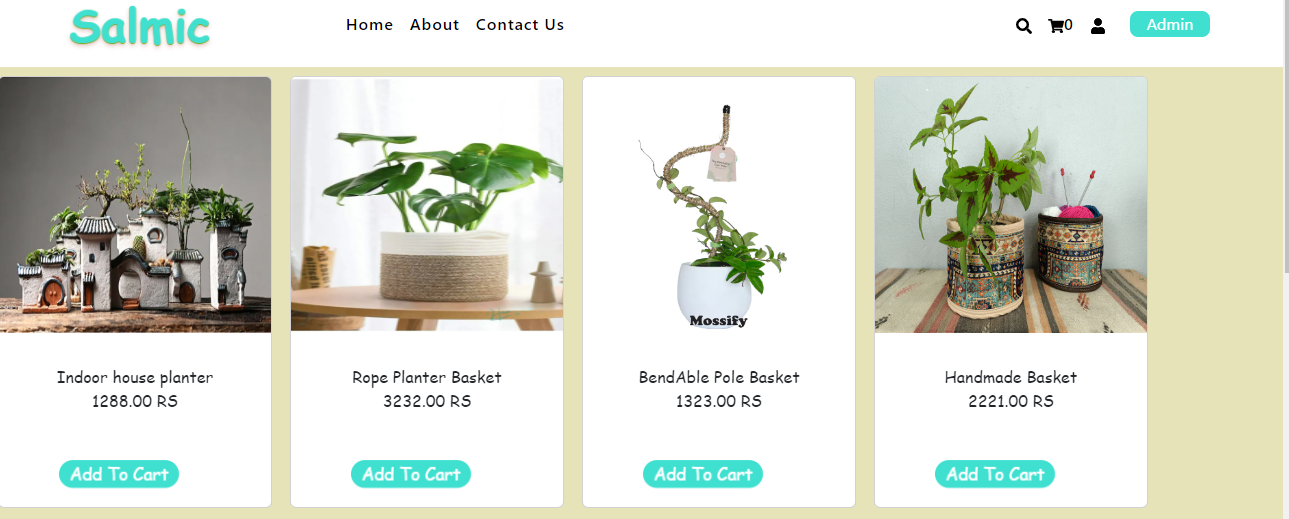 Salmic
Home About Contact Us
0
Admin
Mossify
Indoor house planter
1288.00 RS
Add To Cart
Rope Planter Basket
3232.00 RS
Add To Cart
BendAble Pole Basket
1323.00 RS
Add To Cart
Handmade Basket
2221.00 RS
Add To Cart